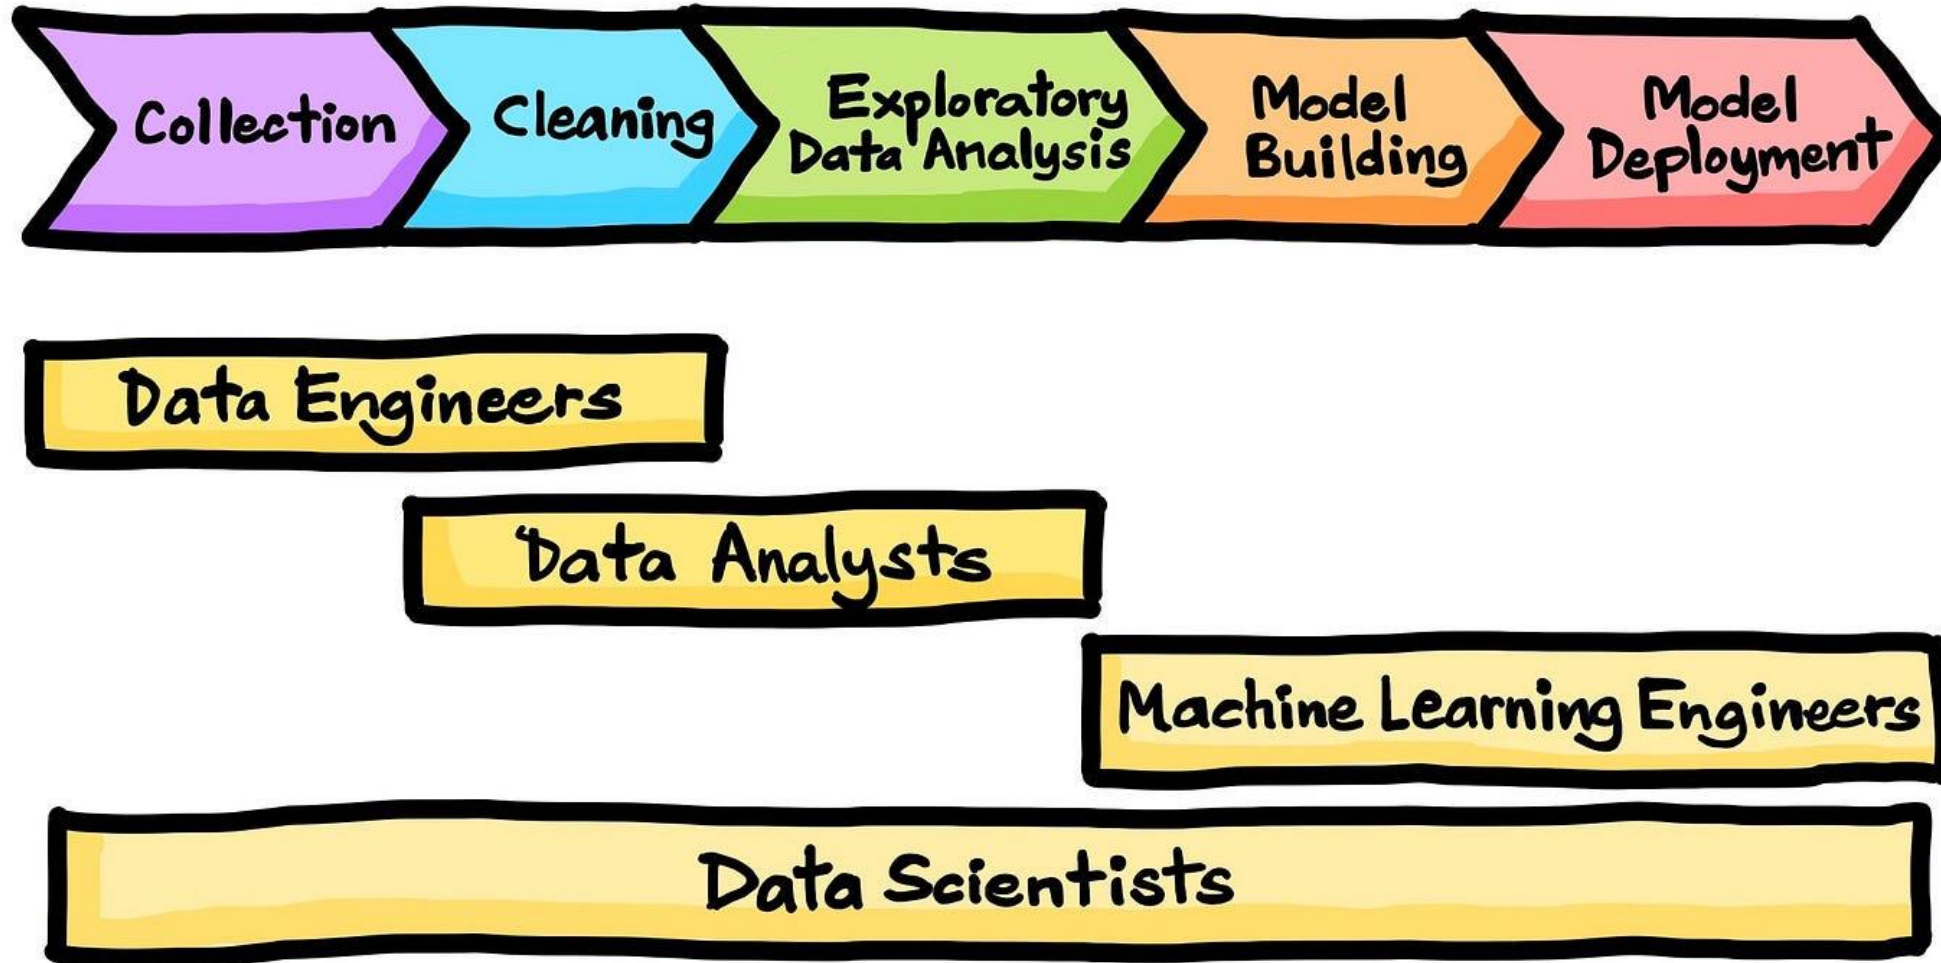 Collection
Cleaning
Exploratory
Data Analysis
Model
Building
Model
Deployment
Data Engineers
Data Analysts
Machine Learning Engineers
Data Scientists